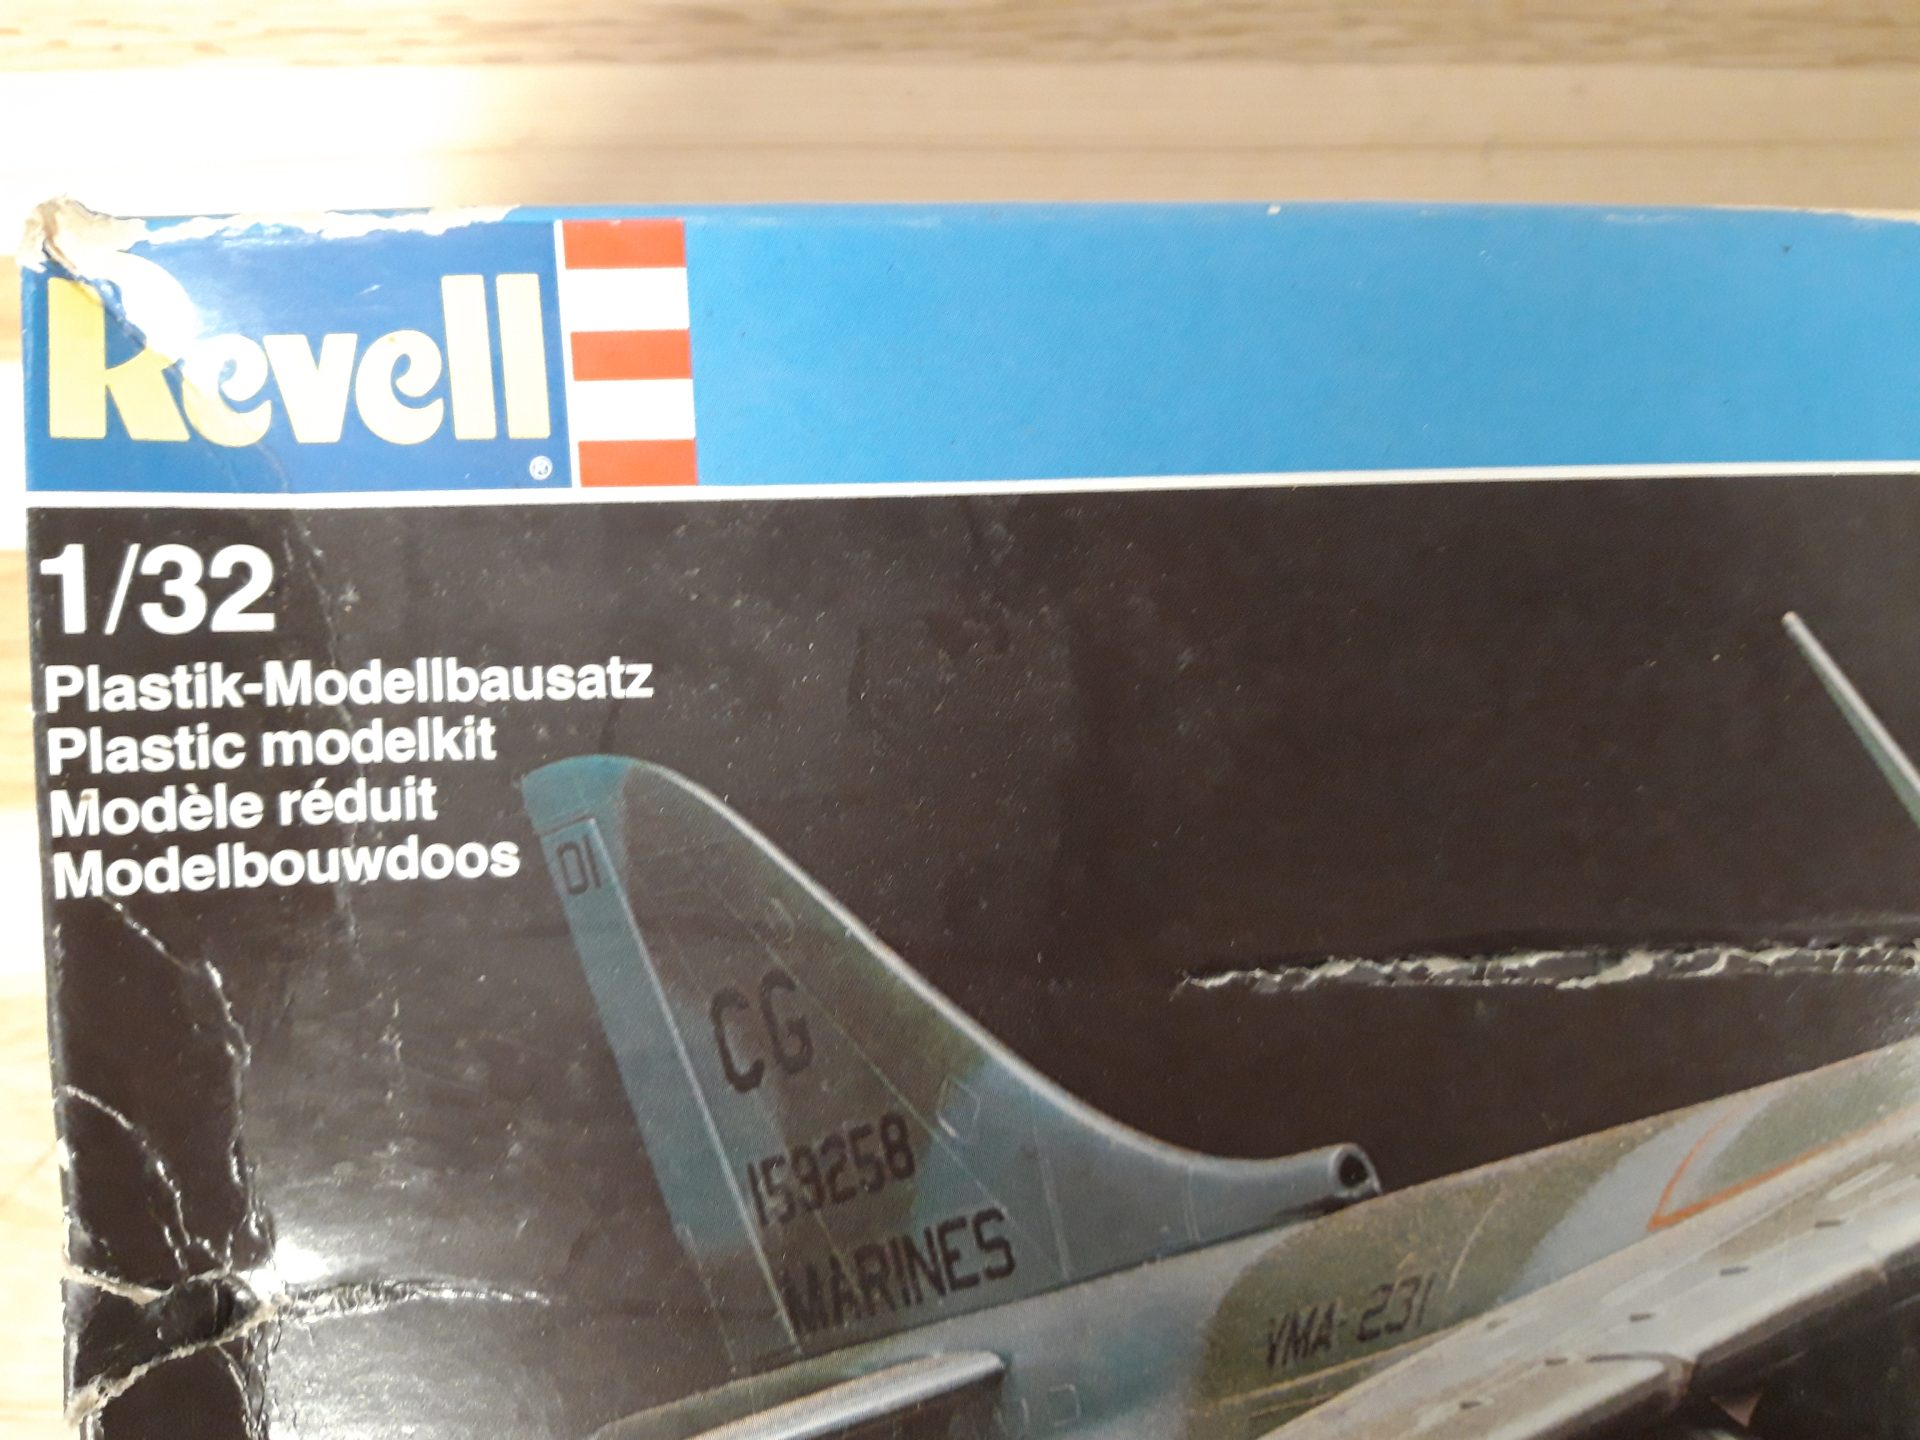 Revell
®
1/32
Plastik-Modellbausatz
Plastic modelkit
Modèle réduit
Modelbouwdoos
01
CG
159258
MARINES
VMA-231